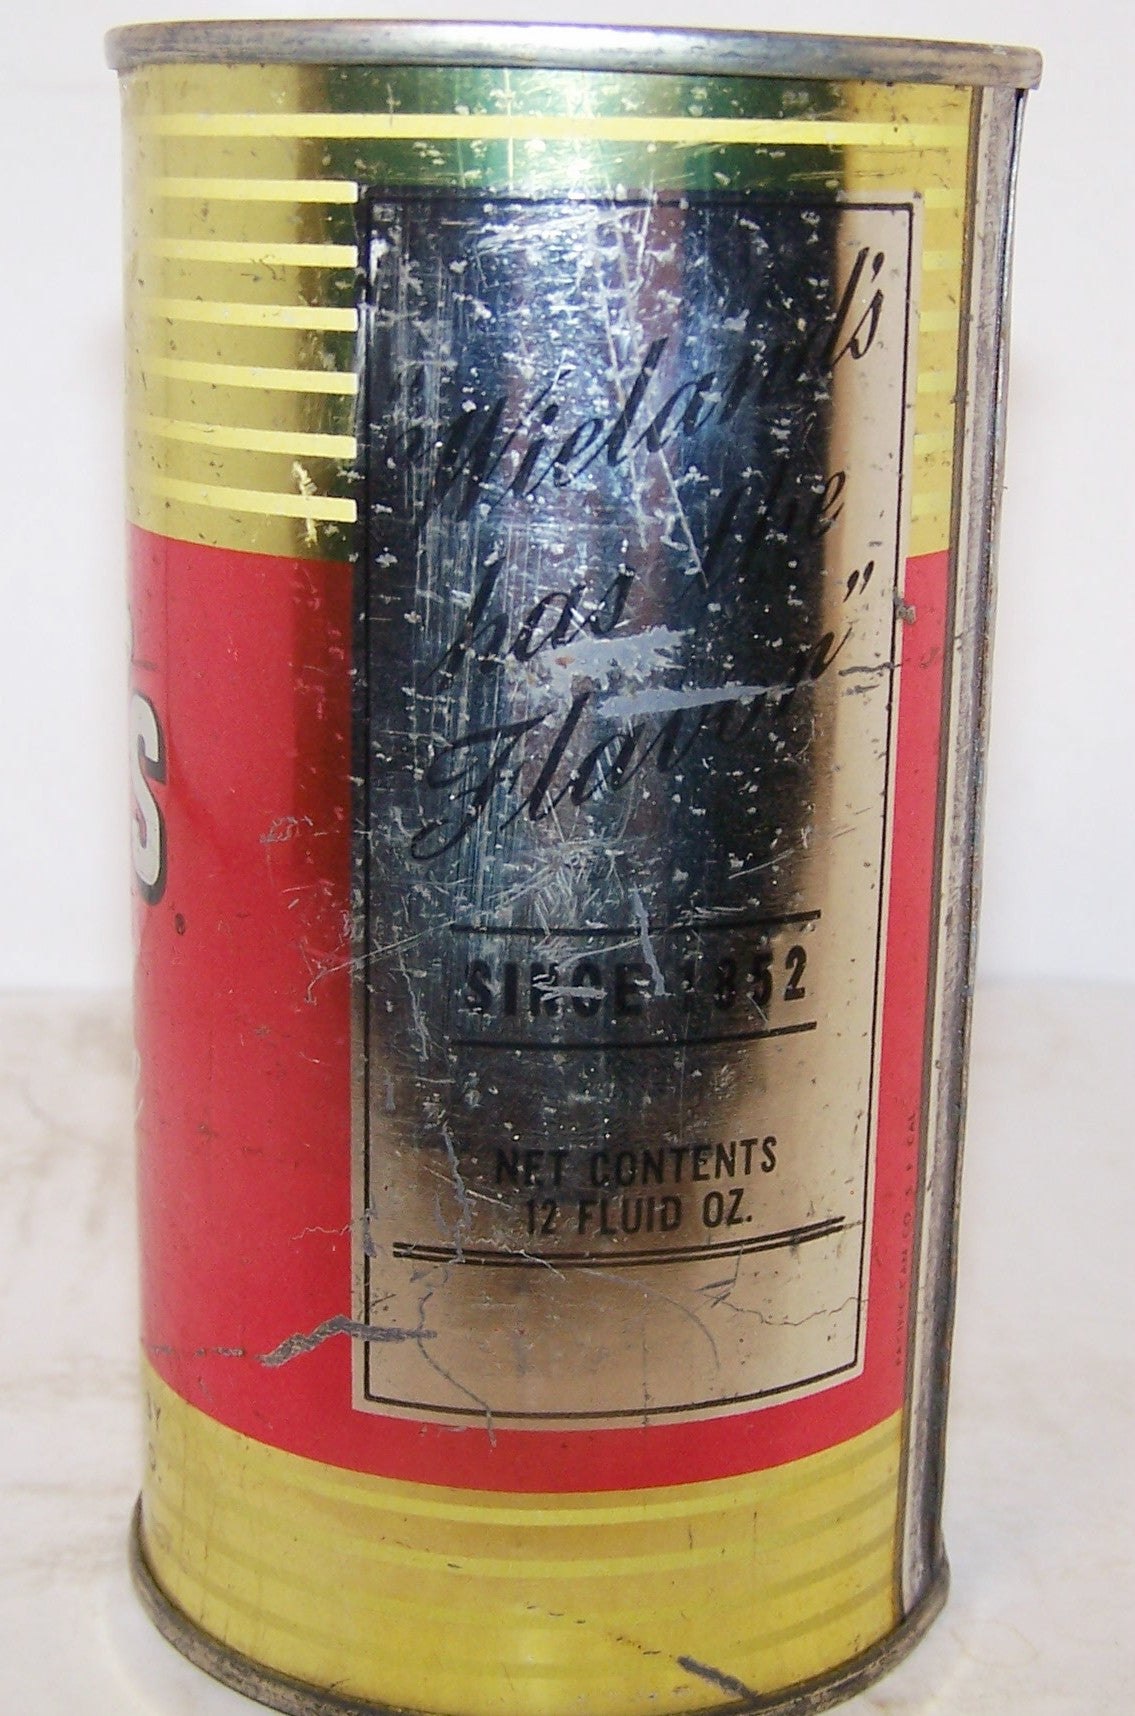 "Wieland's
has the
Flavor"
SINCE 1852
NET CONTENTS
12 FLUID OZ.
S